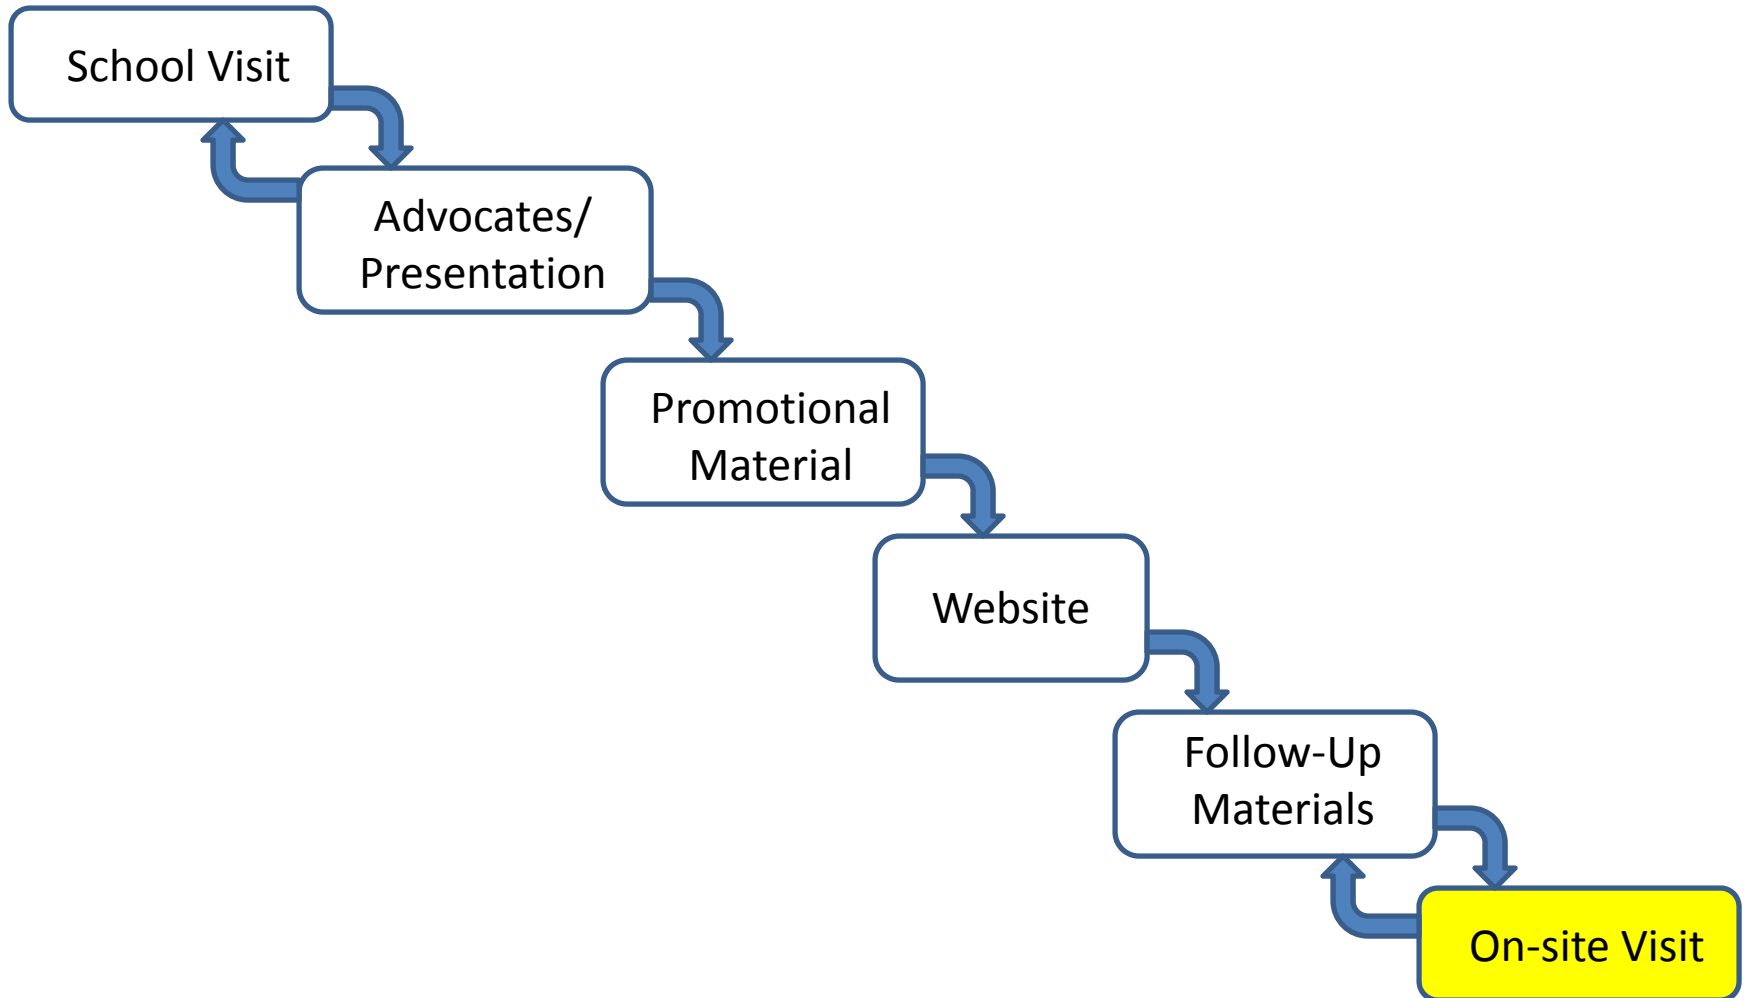 School Visit
Advocates/
Presentation
Promotional
Material
Website
Follow-Up
Materials
On-site Visit